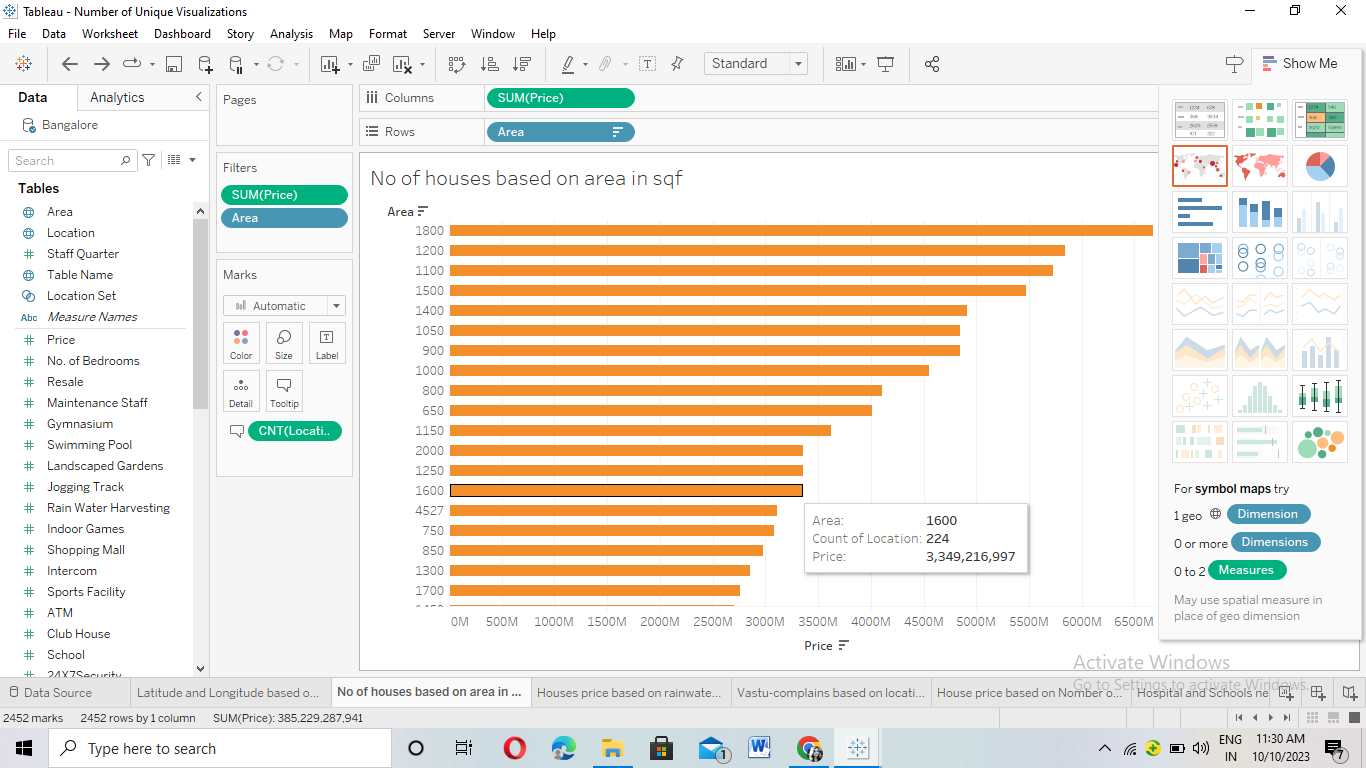 Tableau - Number of Unique Visualizations
File Data Worksheet Dashboard Story Analysis Map Format Server Window Help
Standard
Show Me
Data Analytics
Bangalore
Search
Tables
Area
Location
Staff Quarter
Table Name
Location Set
Abc Measure Names
Price
No. of Bedrooms
Resale
Maintenance Staff
Gymnasium
Swimming Pool
Landscaped Gardens
Jogging Track
Rain Water Harvesting
Indoor Games
Shopping Mall
Intercom
Sports Facility
ATM
Club House
School
24X7Security
Pages
Filters
SUM(Price)
Area
Marks
Automatic
Color Size Label
Detail Tooltip
CNT(Locati..
Columns SUM(Price)
Rows Area
No of houses based on area in sqf
Area
1800
1200
1100
1500
1400
1050
900
1000
800
650
1150
2000
1250
1600
4527
750
850
1300
1700
1450
Area: 1600
Count of Location: 224
Price: 3,349,216,997
0M 500M 1000M 1500M 2000M 2500M 3000M 3500M 4000M 4500M 5000M 5500M 6000M 6500M
Price
For symbol maps try
1 geo Dimension
0 or more Dimensions
0 to 2 Measures
May use spatial measure in
place of geo dimension
Activate Windows
Go to Settings to activate Windows.
Data Source Latitude and Longitude based o... No of houses based on area in ... Houses price based on rainwate... Vastu-complains based on locati... House price based on Nomber o... Hospital and Schools ne
2452 marks 2452 rows by 1 column SUM(Price): 385,229,287,941
Type here to search
1
ENG
IN
11:30 AM
10/10/2023
7